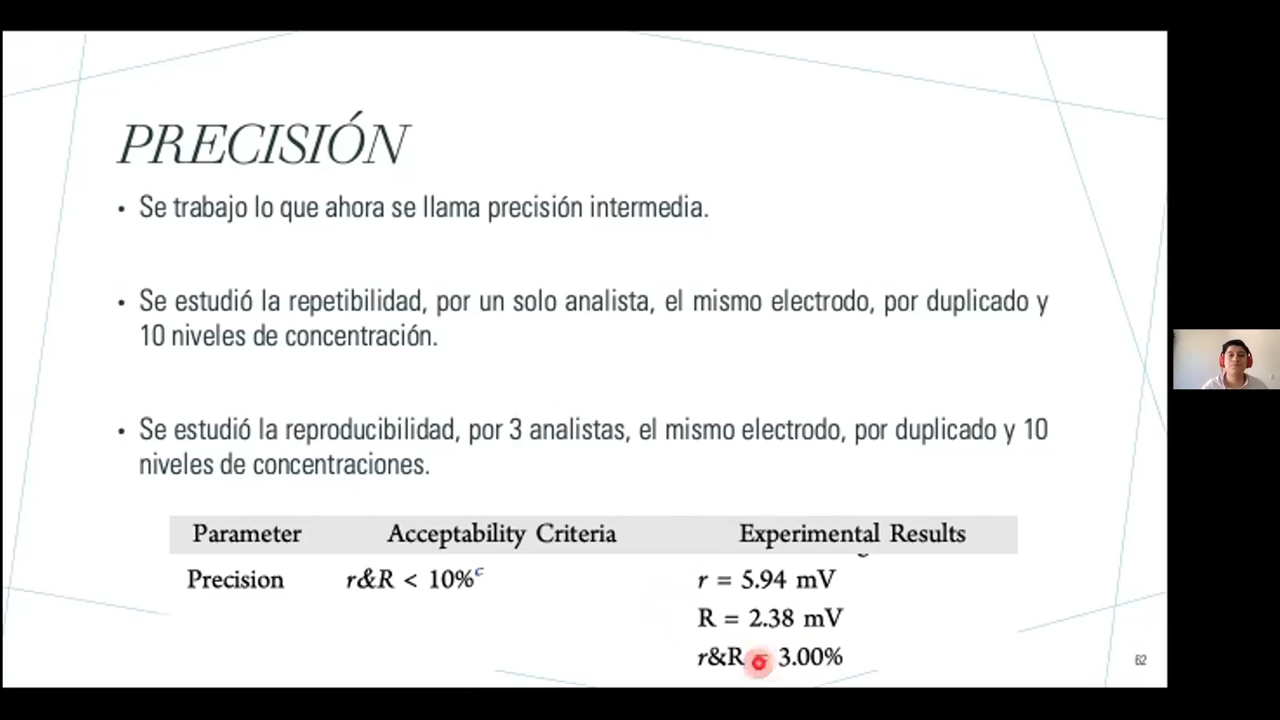 PRECISIÓN
• Se trabajo lo que ahora se llama precisión intermedia.
• Se estudió la repetibilidad, por un solo analista, el mismo electrodo, por duplicado y
10 niveles de concentración.
• Se estudió la reproducibilidad, por 3 analistas, el mismo electrodo, por duplicado y 10
niveles de concentraciones.
Parameter Acceptability Criteria Experimental Results
Precision r&R < 10%c r = 5.94 mV
R = 2.38 mV
r&R = 3.00%
62